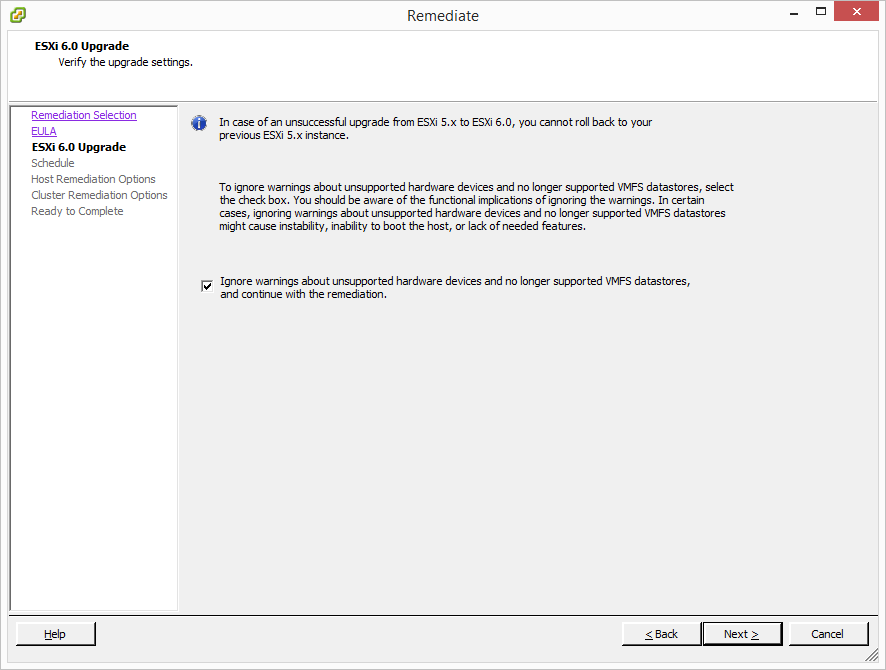 Remediate
ESXi 6.0 Upgrade
Verify the upgrade settings.
Remediation Selection
EULA
ESXi 6.0 Upgrade
Schedule
Host Remediation Options
Cluster Remediation Options
Ready to Complete
In case of an unsuccessful upgrade from ESXi 5.x to ESXi 6.0, you cannot roll back to your
previous ESXi 5.x instance.
To ignore warnings about unsupported hardware devices and no longer supported VMFS datastores, select
the check box. You should be aware of the functional implications of ignoring the warnings. In certain
cases, ignoring warnings about unsupported hardware devices and no longer supported VMFS datastores
might cause instability, inability to boot the host, or lack of needed features.
Ignore warnings about unsupported hardware devices and no longer supported VMFS datastores,
and continue with the remediation.
Help
< Back
Next >
Cancel